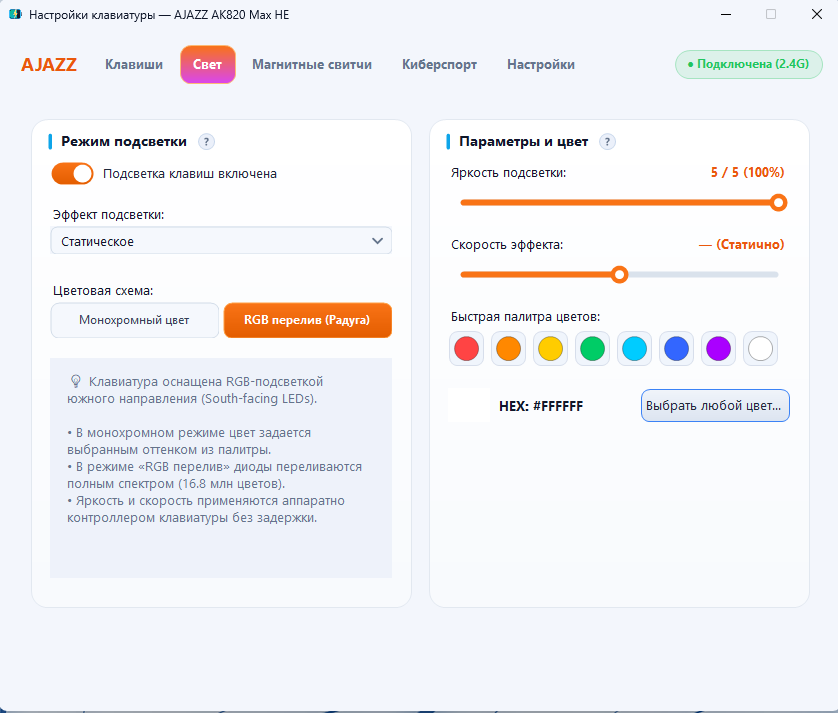 Настройки клавиатуры — AJAZZ AK820 Max HE
AJAZZ
Клавиши
Свет
Магнитные свитчи
Киберспорт
Настройки
• Подключена (2.4G)
Режим подсветки ?
Подсветка клавиш включена
Эффект подсветки:
Статическое
Цветовая схема:
Монохромный цвет
RGB перелив (Радуга)
Клавиатура оснащена RGB-подсветкой
южного направления (South-facing LEDs).
• В монохромном режиме цвет задается
выбранным оттенком из палитры.
• В режиме «RGB перелив» диоды переливаются
полным спектром (16.8 млн цветов).
• Яркость и скорость применяются аппаратно
контроллером клавиатуры без задержки.
Параметры и цвет ?
Яркость подсветки:
5 / 5 (100%)
Скорость эффекта:
— (Статично)
Быстрая палитра цветов:
HEX: #FFFFFF
Выбрать любой цвет...